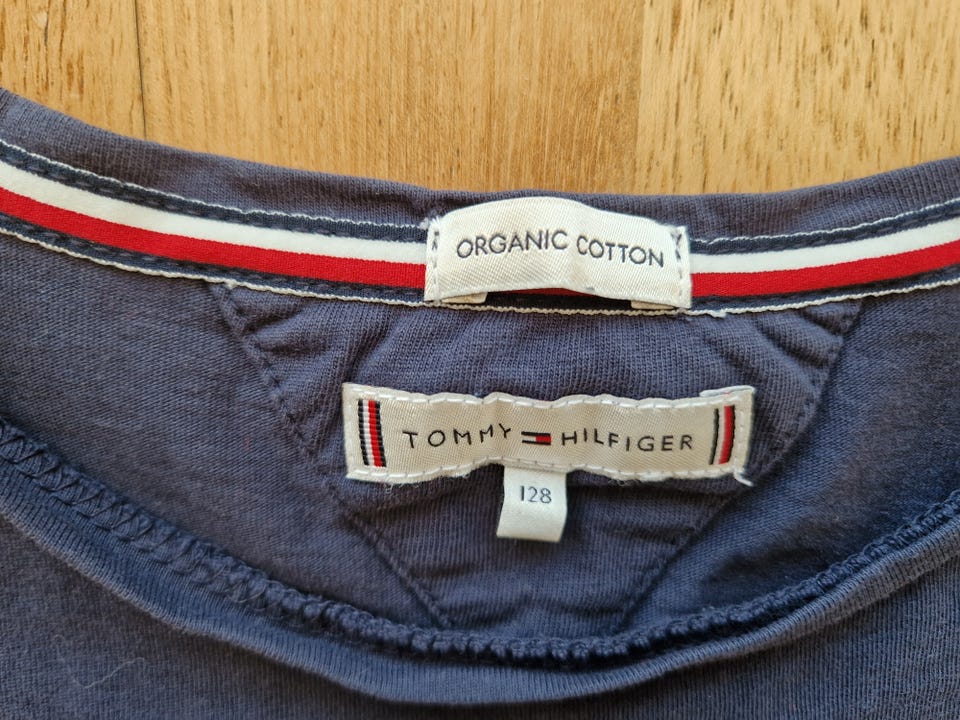 ORGANIC COTTON
TOMMY HILFIGER
128